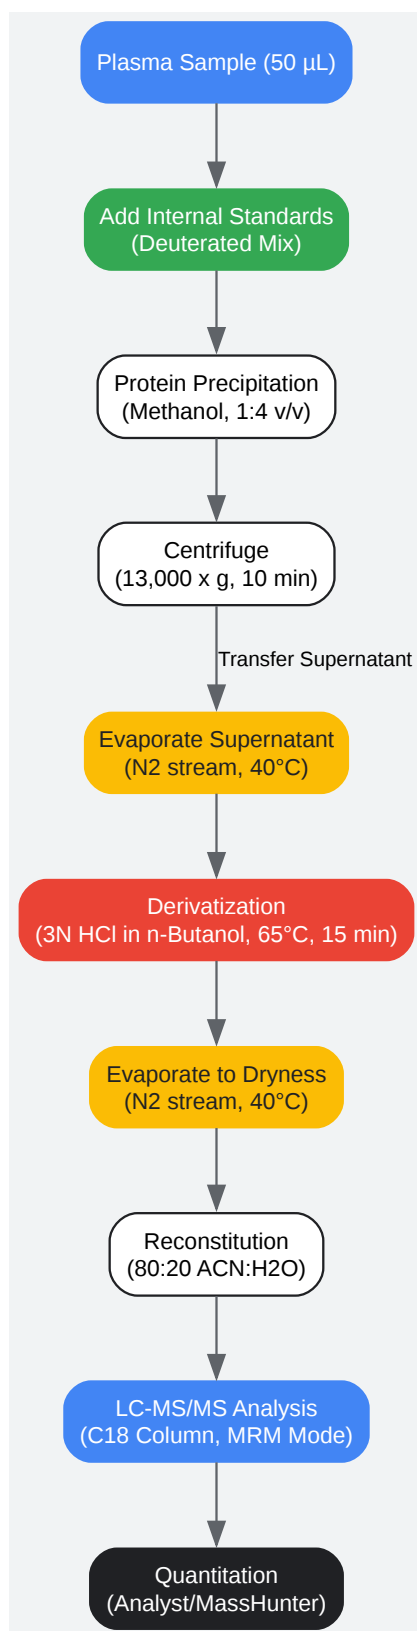 Plasma Sample (50 µL)
Add Internal Standards
(Deuterated Mix)
Protein Precipitation
(Methanol, 1:4 v/v)
Centrifuge
(13,000 x g, 10 min)
Transfer Supernatant
Evaporate Supernatant
(N2 stream, 40°C)
Derivatization
(3N HCl in n-Butanol, 65°C, 15 min)
Evaporate to Dryness
(N2 stream, 40°C)
Reconstitution
(80:20 ACN:H2O)
LC-MS/MS Analysis
(C18 Column, MRM Mode)
Quantitation
(Analyst/MassHunter)